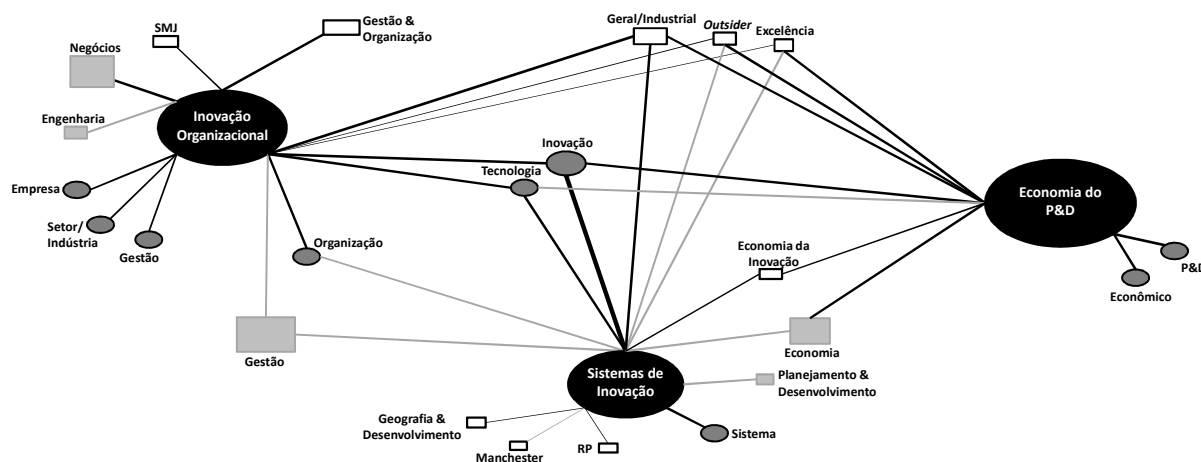 Gestão &
Organização
SMJ
Geral/Industrial
Outsider
Excelência
Negócios
Engenharia
Inovação
Organizacional
Inovação
Tecnologia
Empresa
Setor/
Indústria
Gestão
Organização
Economia do
P&D
Economia da
Inovação
P&D
Econômico
Gestão
Economia
Sistemas de
Inovação
Planejamento &
Desenvolvimento
Geografia &
Desenvolvimento
Manchester
RP
Sistema